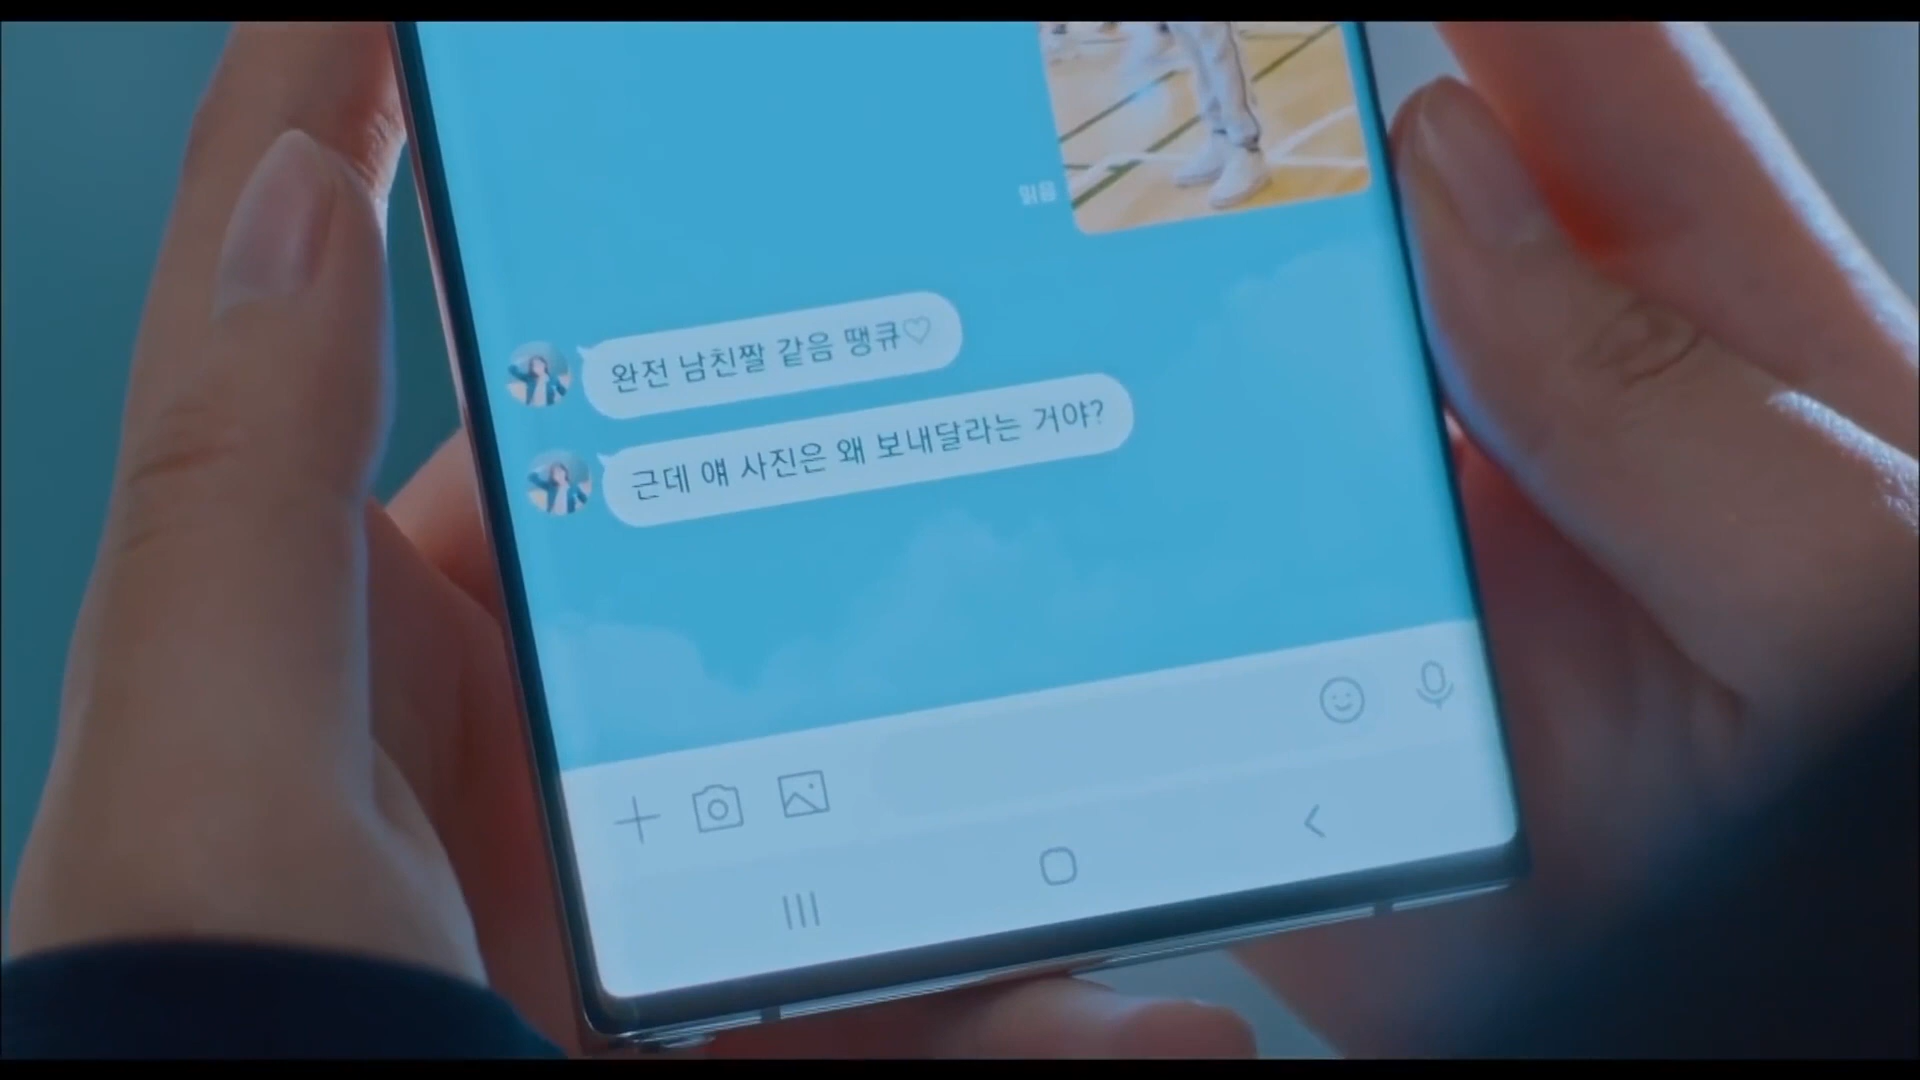 읽음
완전 남친짤 같음 땡큐♡
근데 얘 사진은 왜 보내달라는 거야?